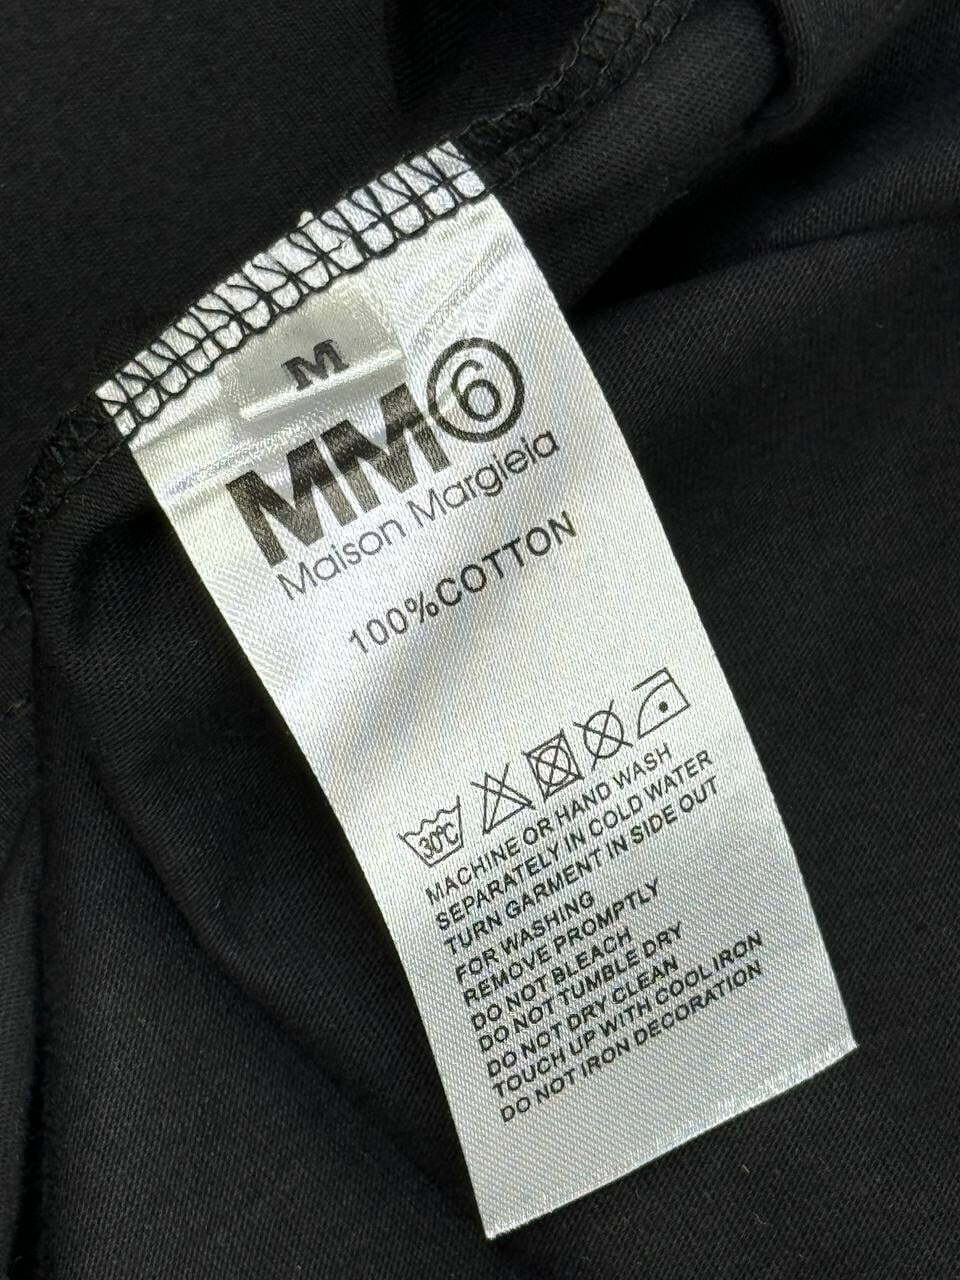 M
MM6
Maison Margieia
100%COTTON
30°C
MACHINE OR HAND WASH
SEPARATELY IN COLD WATER
TURN GARMENT IN SIDE OUT
FOR WASHING
REMOVE PROMPTLY
DO NOT BLEACH
DO NOT TUMBLE DRY
DO NOT DRY CLEAN
TOUCH UP WITH COOL IRON
DO NOT IRON DECORATION